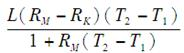 L(R_M − R_K)(T_2 − T_1)
1 + R_M(T_2 − T_1)